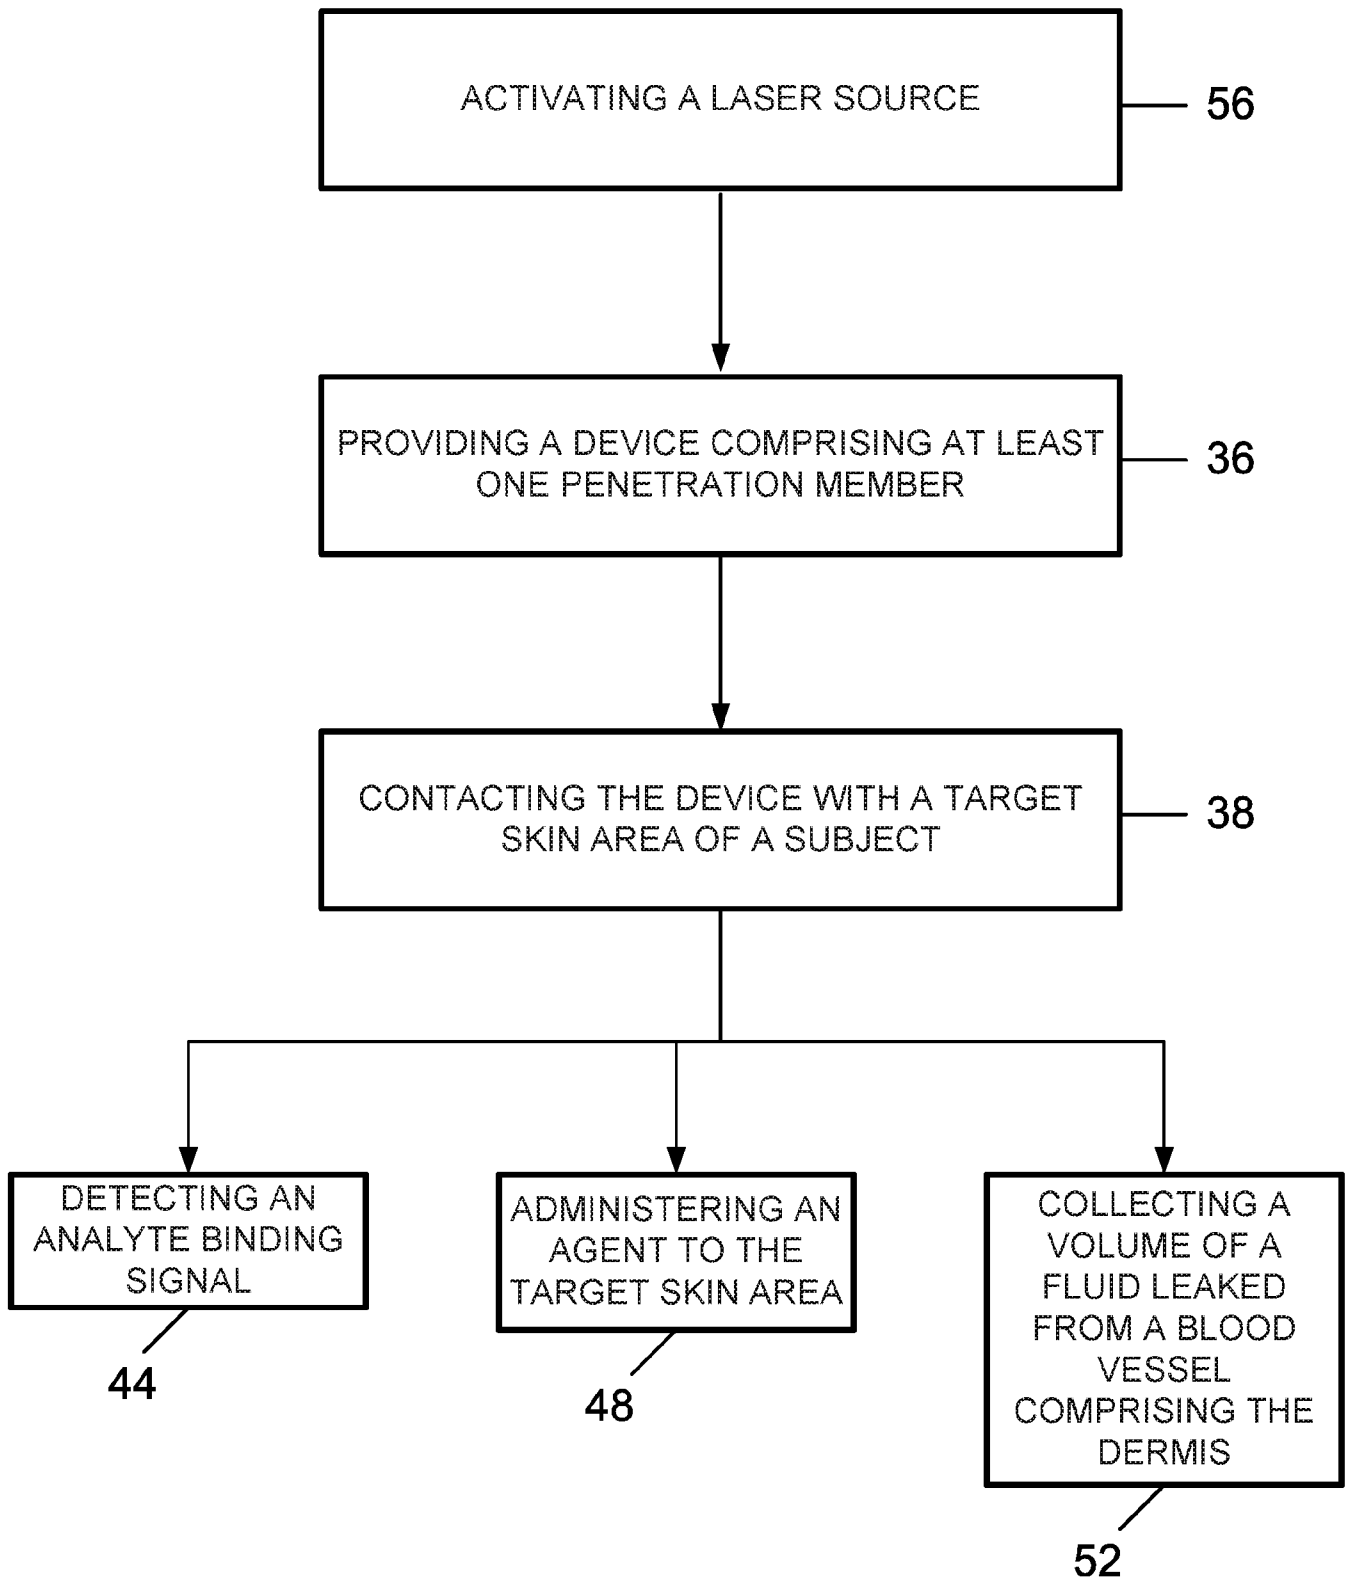 ACTIVATING A LASER SOURCE
56
PROVIDING A DEVICE COMPRISING AT LEAST
ONE PENETRATION MEMBER
36
CONTACTING THE DEVICE WITH A TARGET
SKIN AREA OF A SUBJECT
38
DETECTING AN
ANALYTE BINDING
SIGNAL
44
ADMINISTERING AN
AGENT TO THE
TARGET SKIN AREA
48
COLLECTING A
VOLUME OF A
FLUID LEAKED
FROM A BLOOD
VESSEL
COMPRISING THE
DERMIS
52